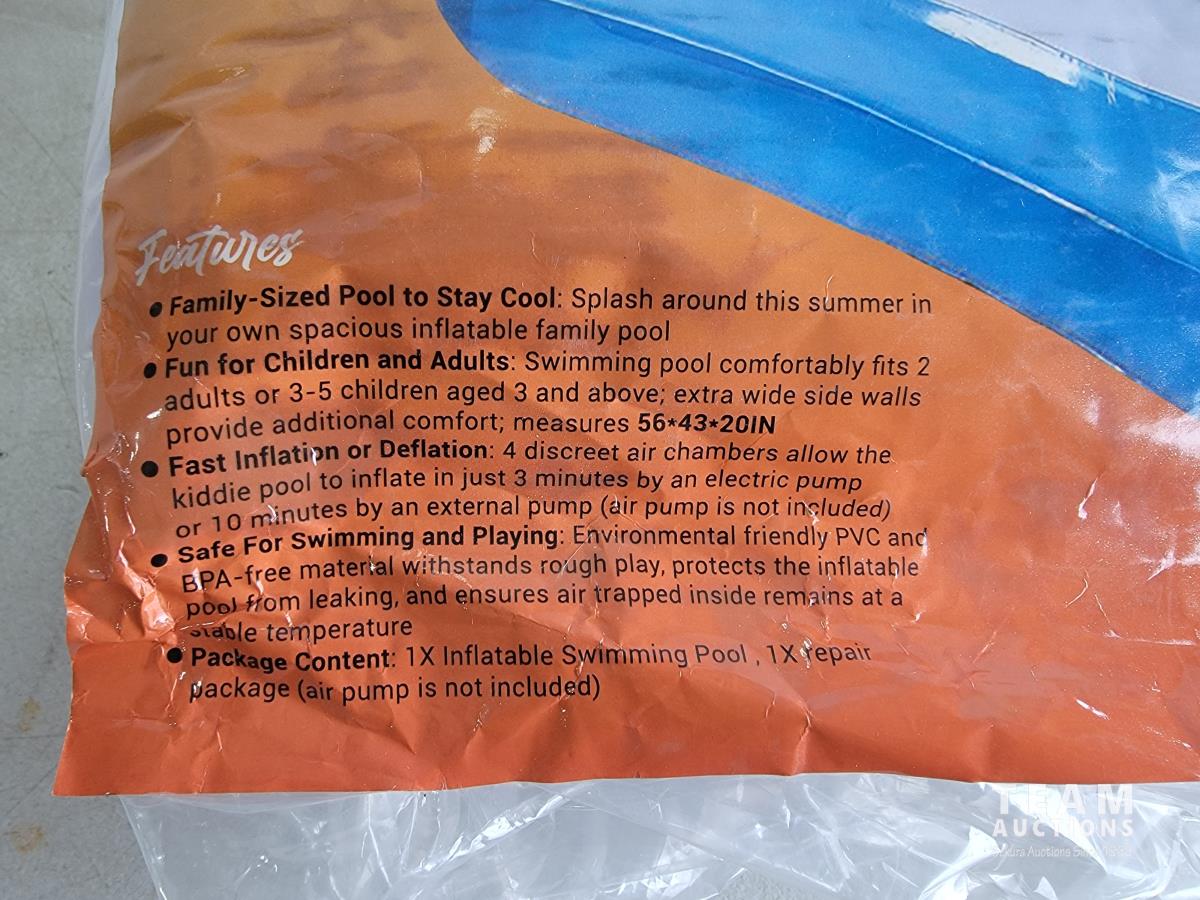 Features
● Family-Sized Pool to Stay Cool: Splash around this summer in
your own spacious inflatable family pool
● Fun for Children and Adults: Swimming pool comfortably fits 2
adults or 3-5 children aged 3 and above; extra wide side walls
provide additional comfort; measures 56*43*20IN
● Fast Inflation or Deflation: 4 discreet air chambers allow the
kiddie pool to inflate in just 3 minutes by an electric pump
or 10 minutes by an external pump (air pump is not included)
● Safe For Swimming and Playing: Environmental friendly PVC and
BPA-free material withstands rough play, protects the inflatable
pool from leaking, and ensures air trapped inside remains at a
stable temperature
● Package Content: 1X Inflatable Swimming Pool , 1X repair
package (air pump is not included)
TEAM
AUCTIONS
Auctions